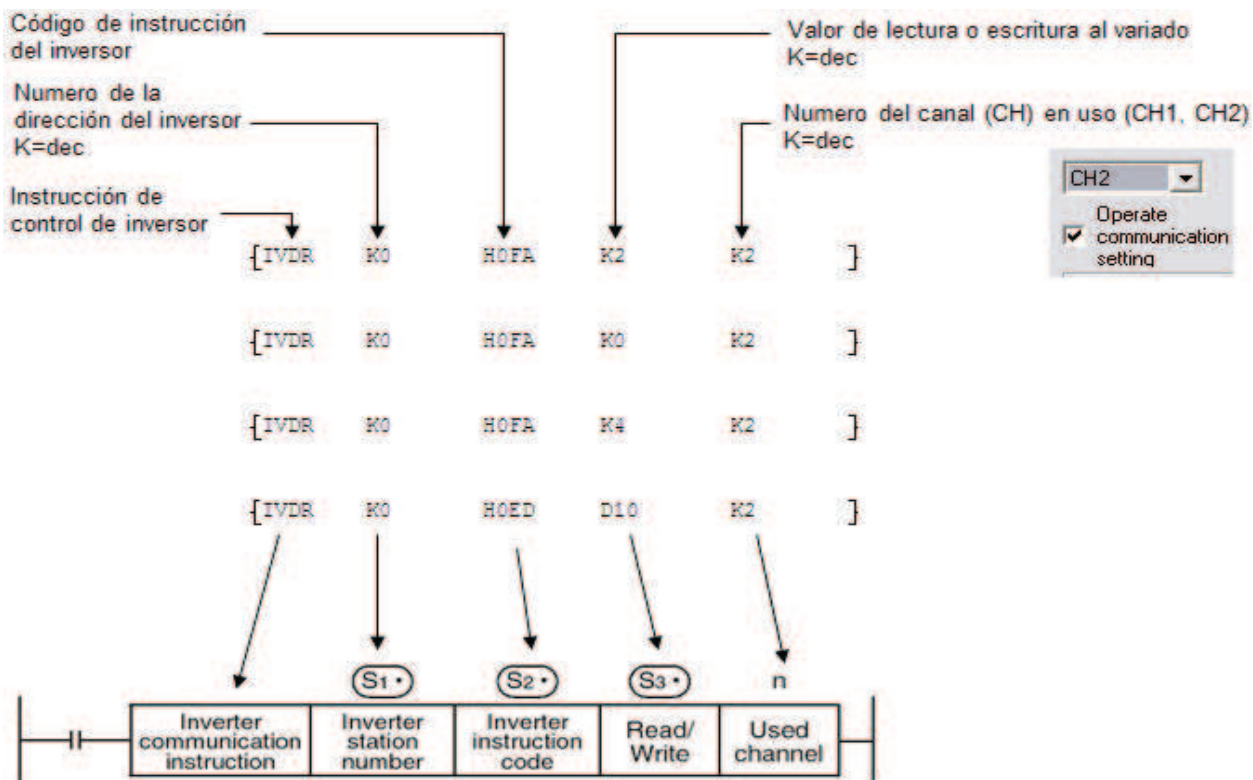 Código de instrucción
del inversor
Valor de lectura o escritura al variado
K=dec
Numero de la
dirección del inversor
K=dec
Numero del canal (CH) en uso (CH1, CH2)
K=dec
CH2
Operate
communication
setting
Instrucción de
control de inversor
[IVDR K0 H0FA K2 K2 ]
[IVDR K0 H0FA K0 K2 ]
[IVDR K0 H0FA K4 K2 ]
[IVDR K0 H0ED D10 K2 ]
S1• S2• S3• n
Inverter communication instruction
Inverter station number
Inverter instruction code
Read/ Write
Used channel